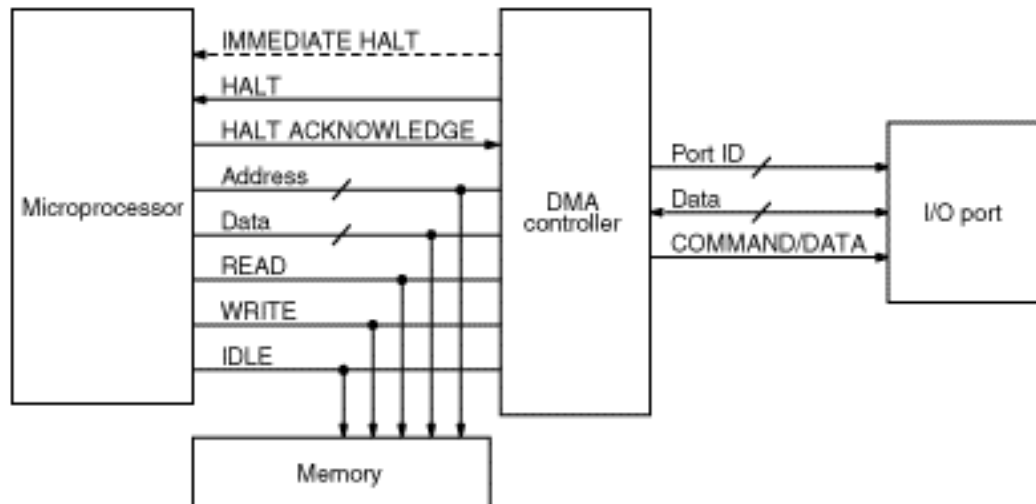 IMMEDIATE HALT
HALT
HALT ACKNOWLEDGE
Address
Data
READ
WRITE
IDLE
Microprocessor
DMA
controller
Port ID
Data
COMMAND/DATA
I/O port
Memory